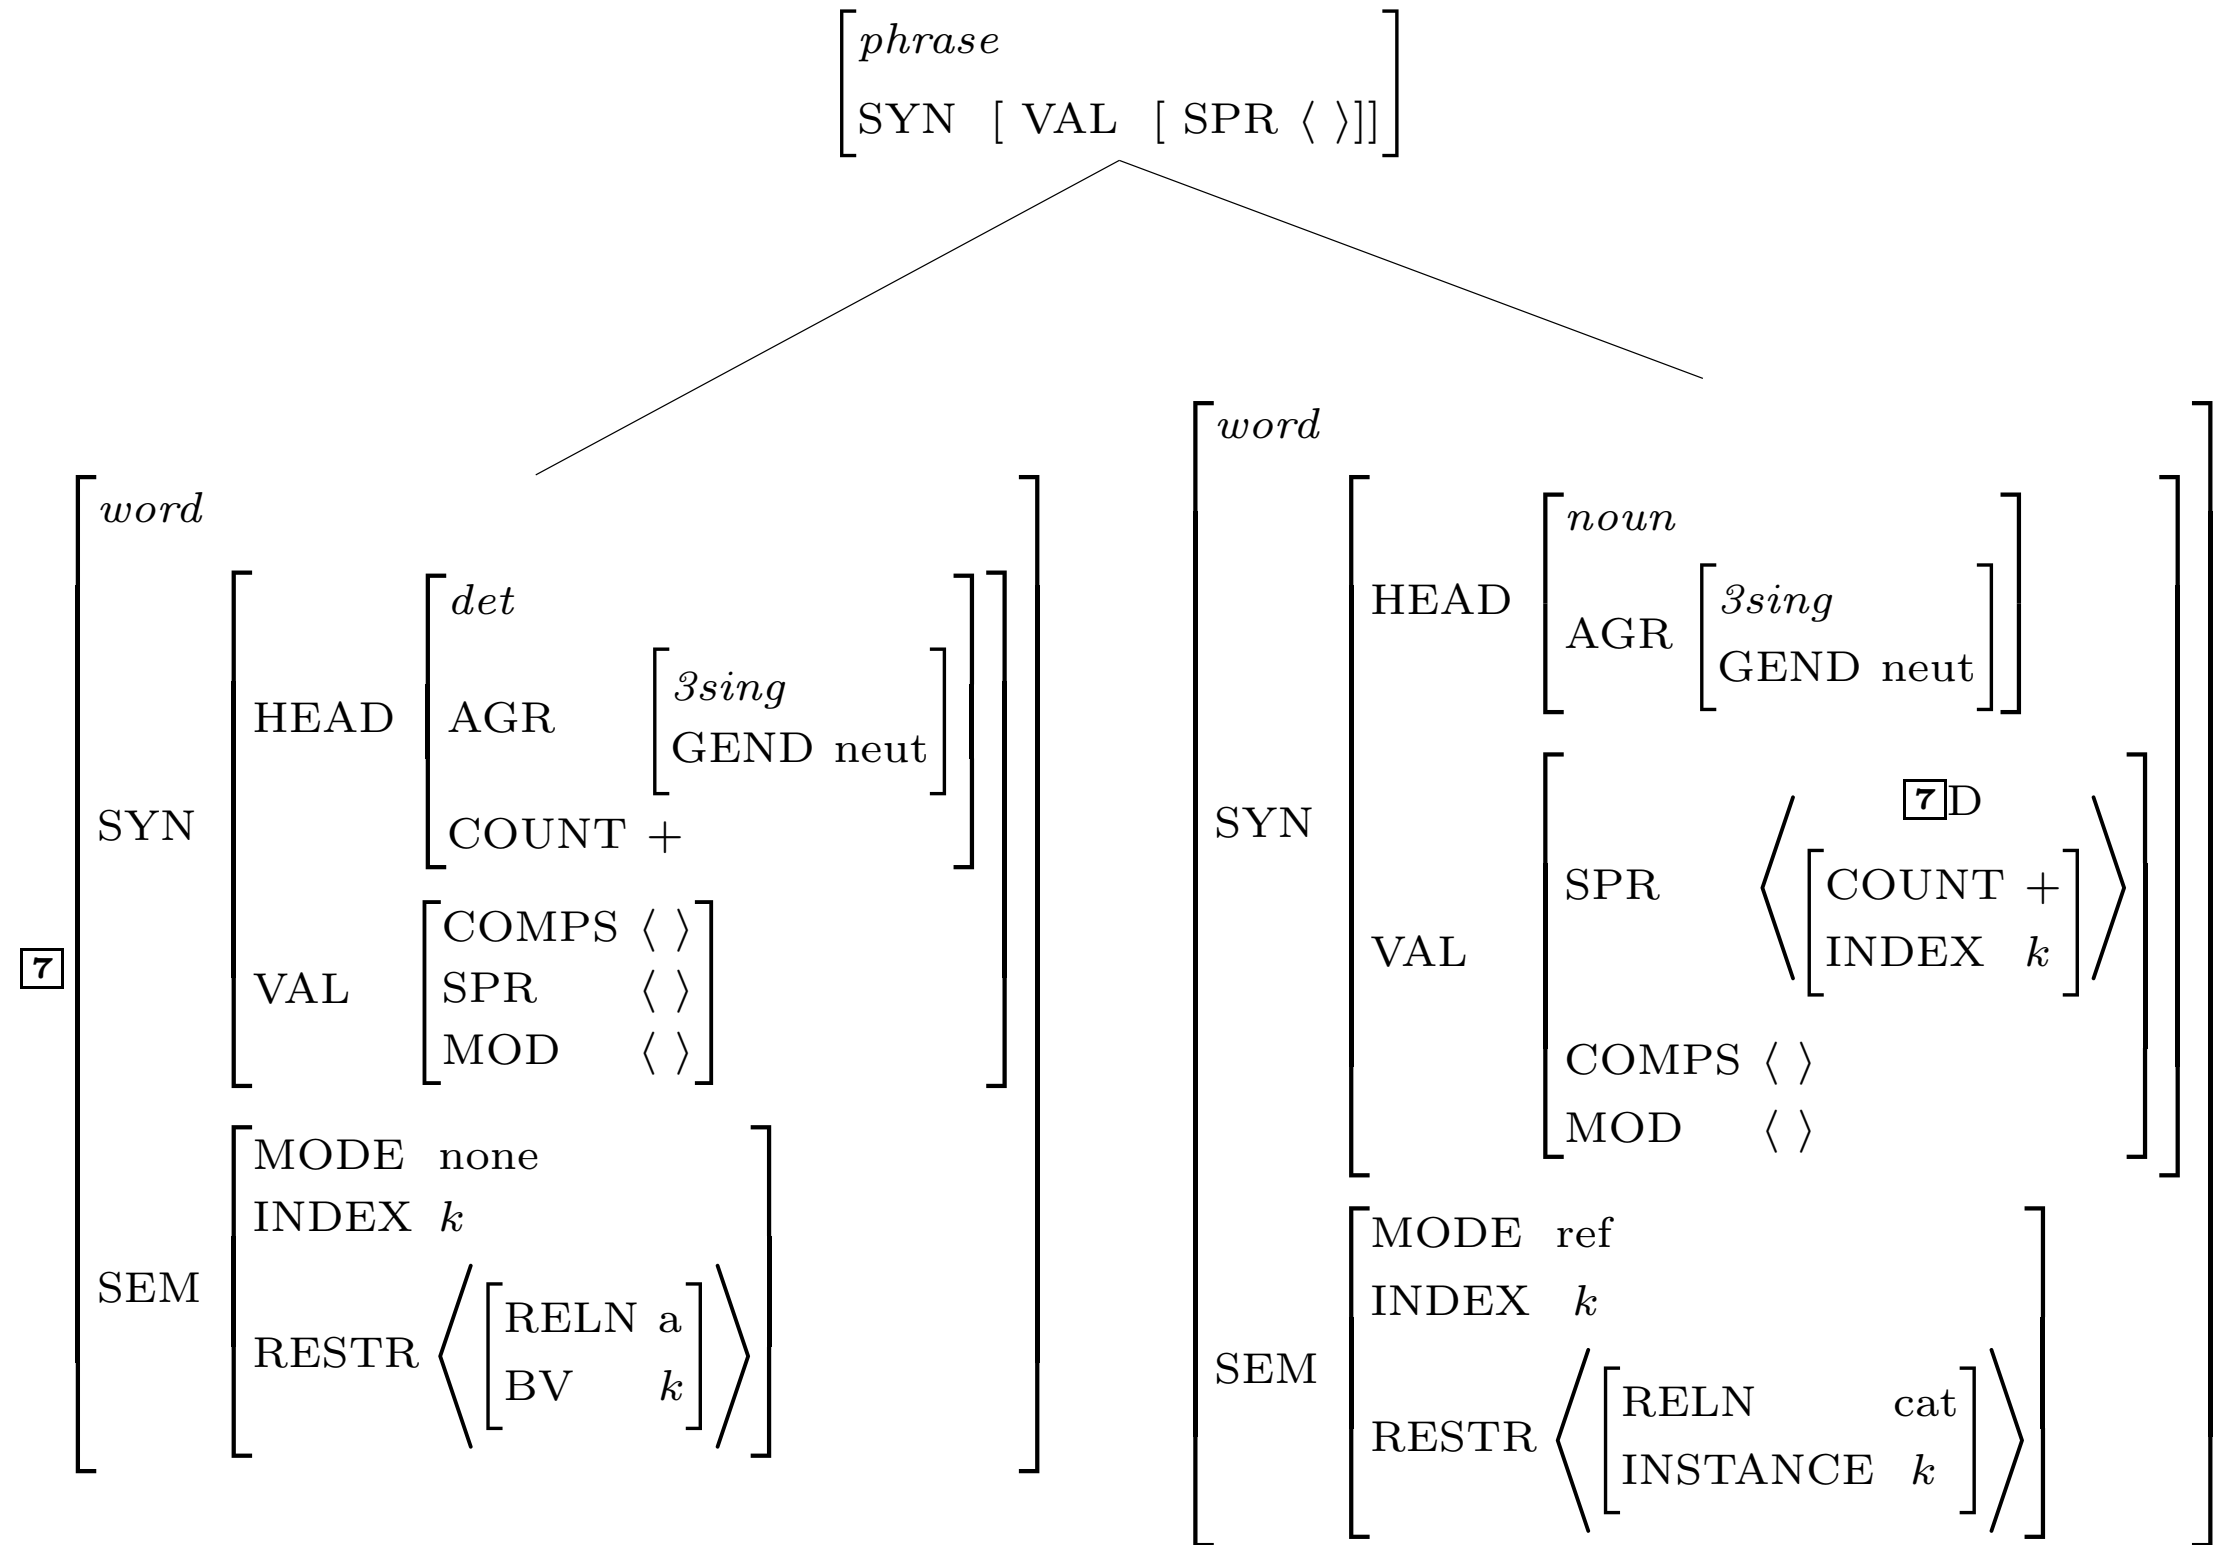 phrase
SYN [ VAL [ SPR ⟨ ⟩]]
word
HEAD
det
AGR
3sing
GEND neut
COUNT +
SYN
VAL
COMPS ⟨ ⟩
SPR ⟨ ⟩
MOD ⟨ ⟩
7
SEM
MODE none
INDEX k
RESTR
RELN a
BV k
word
HEAD
noun
AGR
3sing
GEND neut
SYN
VAL
SPR
7 D
COUNT +
INDEX k
COMPS ⟨ ⟩
MOD ⟨ ⟩
SEM
MODE ref
INDEX k
RESTR
RELN cat
INSTANCE k